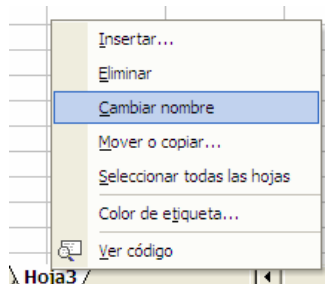 Insertar...
Eliminar
Cambiar nombre
Mover o copiar...
Seleccionar todas las hojas
Color de etiqueta...
Ver código
Hoja3